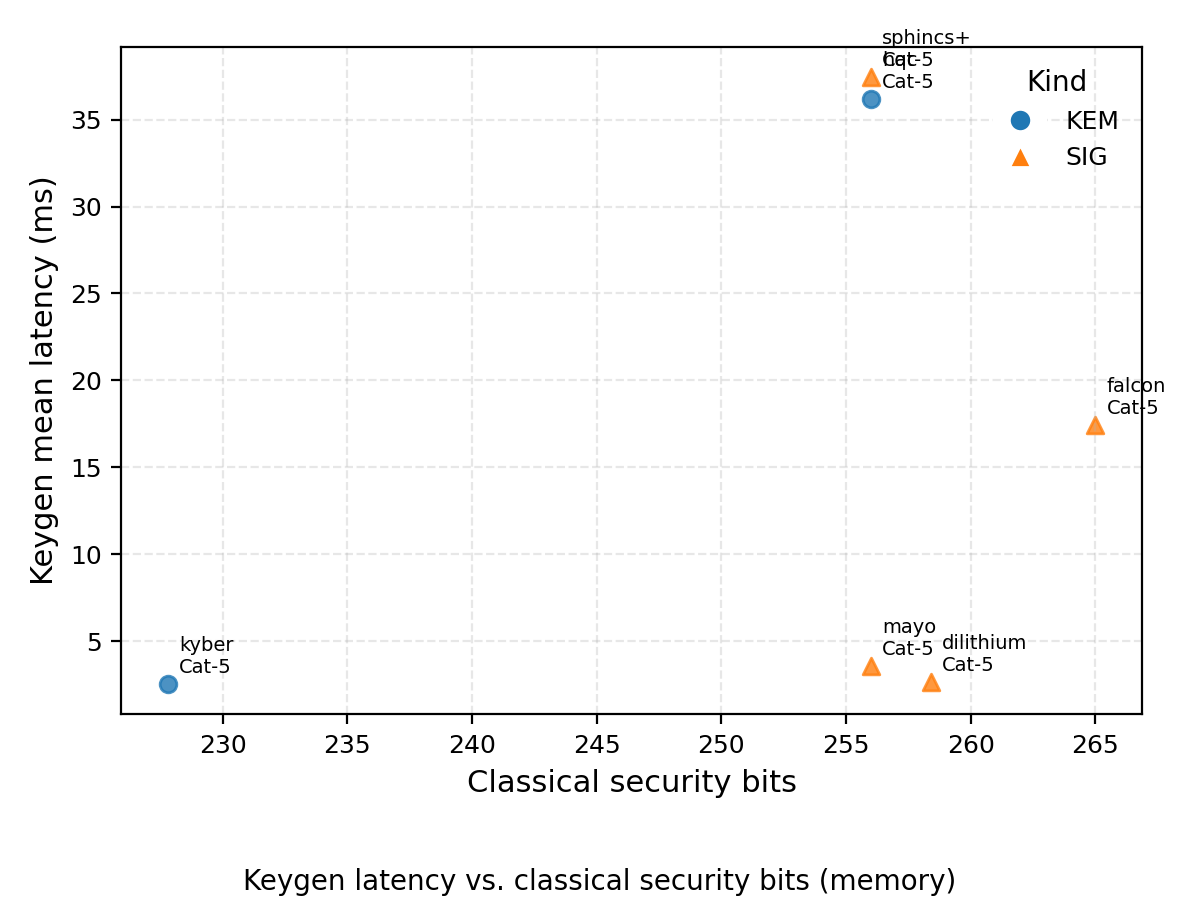 sphincs+
Cat-5
hqc
Cat-5
Kind
KEM
SIG
35
30
25
20
15
10
5
Keygen mean latency (ms)
falcon
Cat-5
kyber
Cat-5
mayo
Cat-5
dilithium
Cat-5
230 235 240 245 250 255 260 265
Classical security bits
Keygen latency vs. classical security bits (memory)